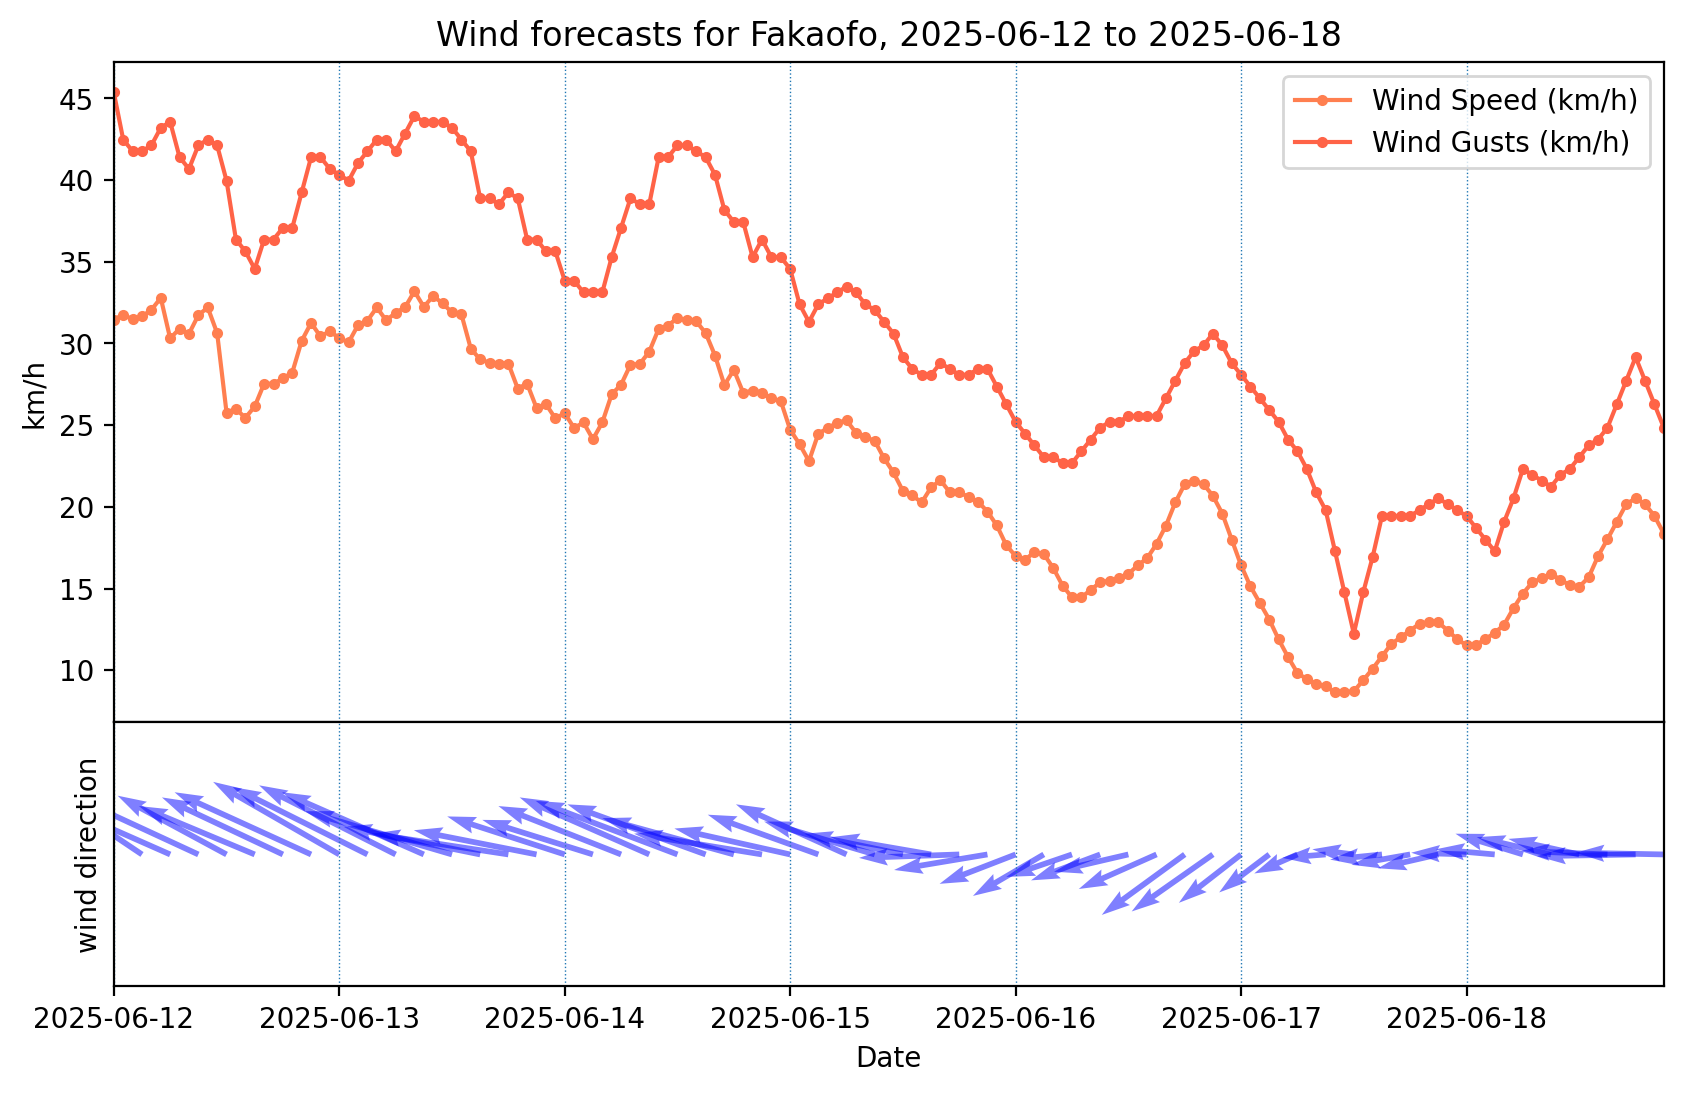 Wind forecasts for Fakaofo, 2025-06-12 to 2025-06-18
Wind Speed (km/h)
Wind Gusts (km/h)
45
40
35
30
25
20
15
10
km/h
wind direction
2025-06-12 2025-06-13 2025-06-14 2025-06-15 2025-06-16 2025-06-17 2025-06-18
Date